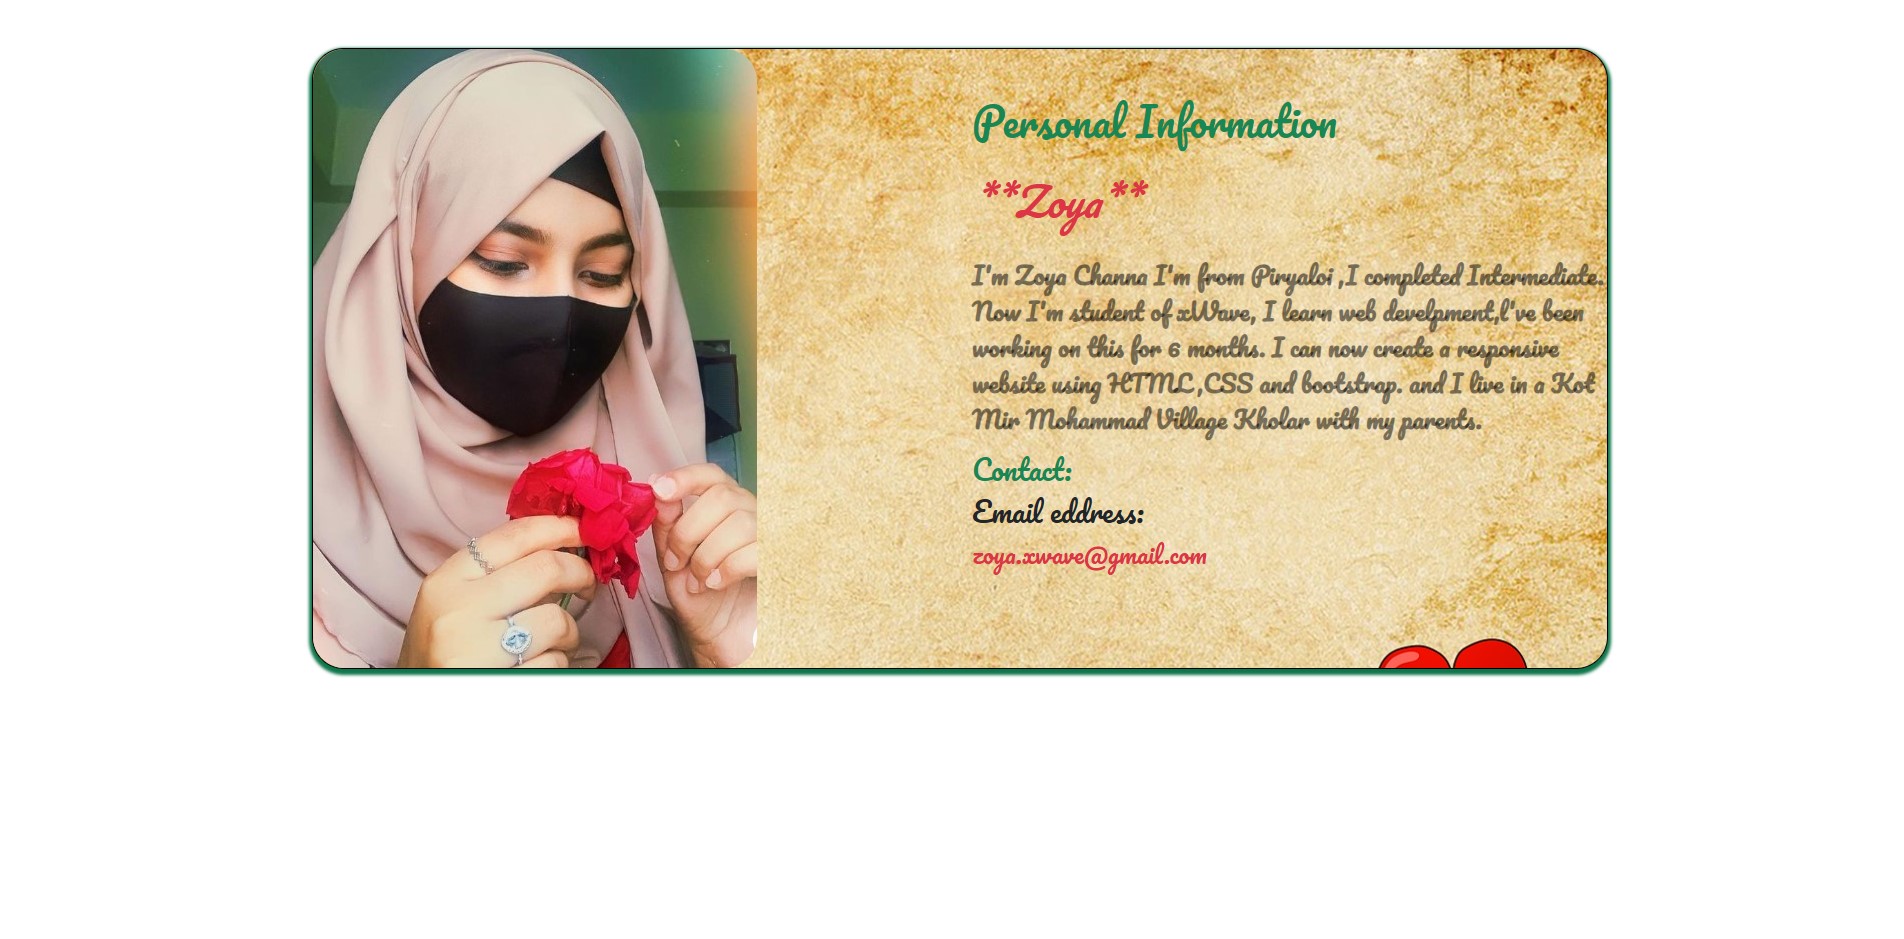 Personal Information
**Zoya**
I'm Zoya Channa I'm from Piryaloi ,I completed Intermediate.
Now I'm student of xWave, I learn web develpment,l've been
working on this for 6 months. I can now create a responsive
website using HTML,CSS and bootstrap. and I live in a Kot
Mir Mohammad Village Kholar with my parents.
Contact:
Email eddress:
zoya.xwave@gmail.com